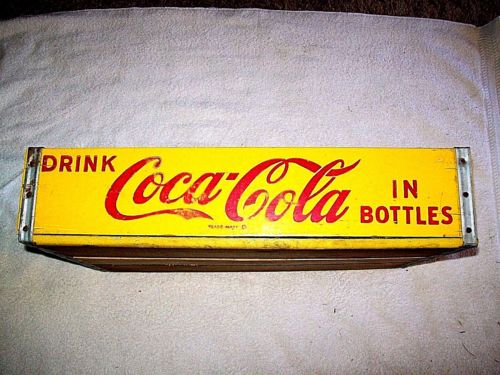 DRINK Coca-Cola IN BOTTLES
TRADE MARK ®